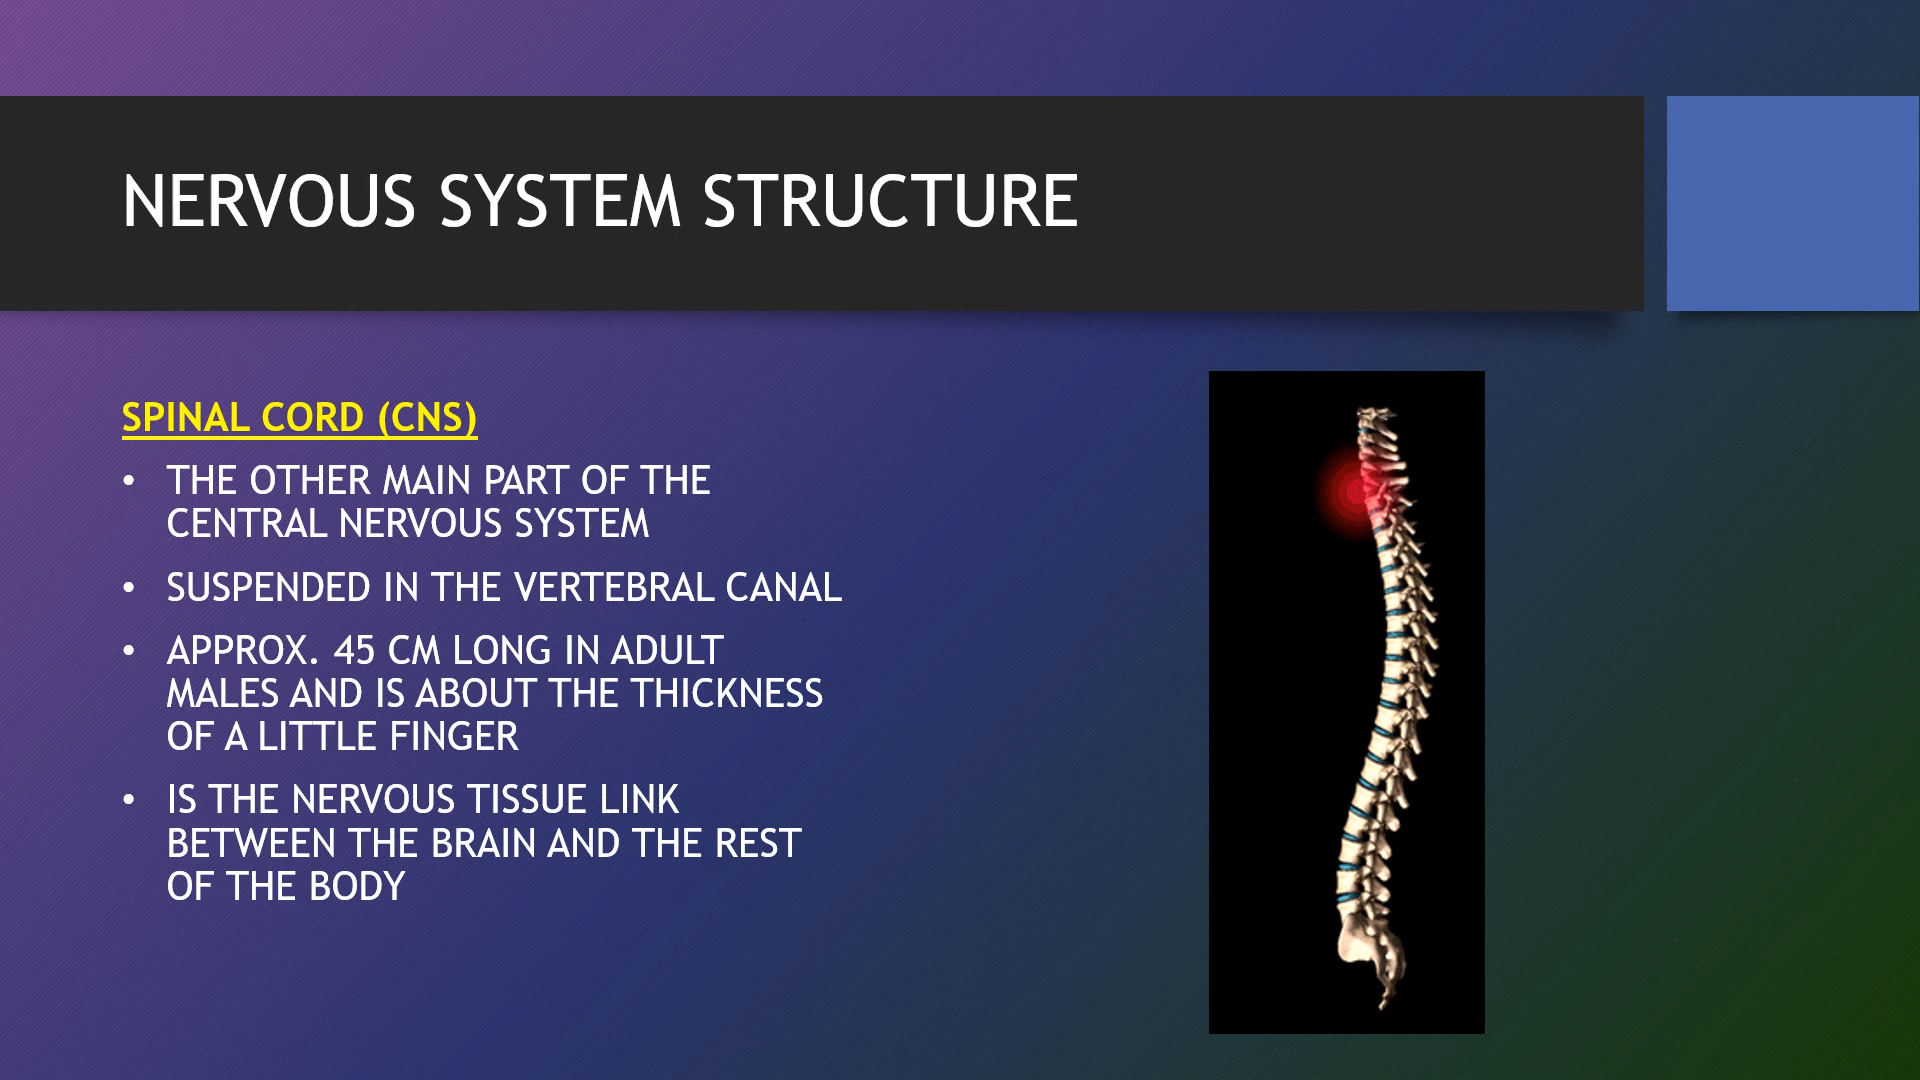 NERVOUS SYSTEM STRUCTURE
SPINAL CORD (CNS)
• THE OTHER MAIN PART OF THE
CENTRAL NERVOUS SYSTEM
• SUSPENDED IN THE VERTEBRAL CANAL
• APPROX. 45 CM LONG IN ADULT
MALES AND IS ABOUT THE THICKNESS
OF A LITTLE FINGER
• IS THE NERVOUS TISSUE LINK
BETWEEN THE BRAIN AND THE REST
OF THE BODY